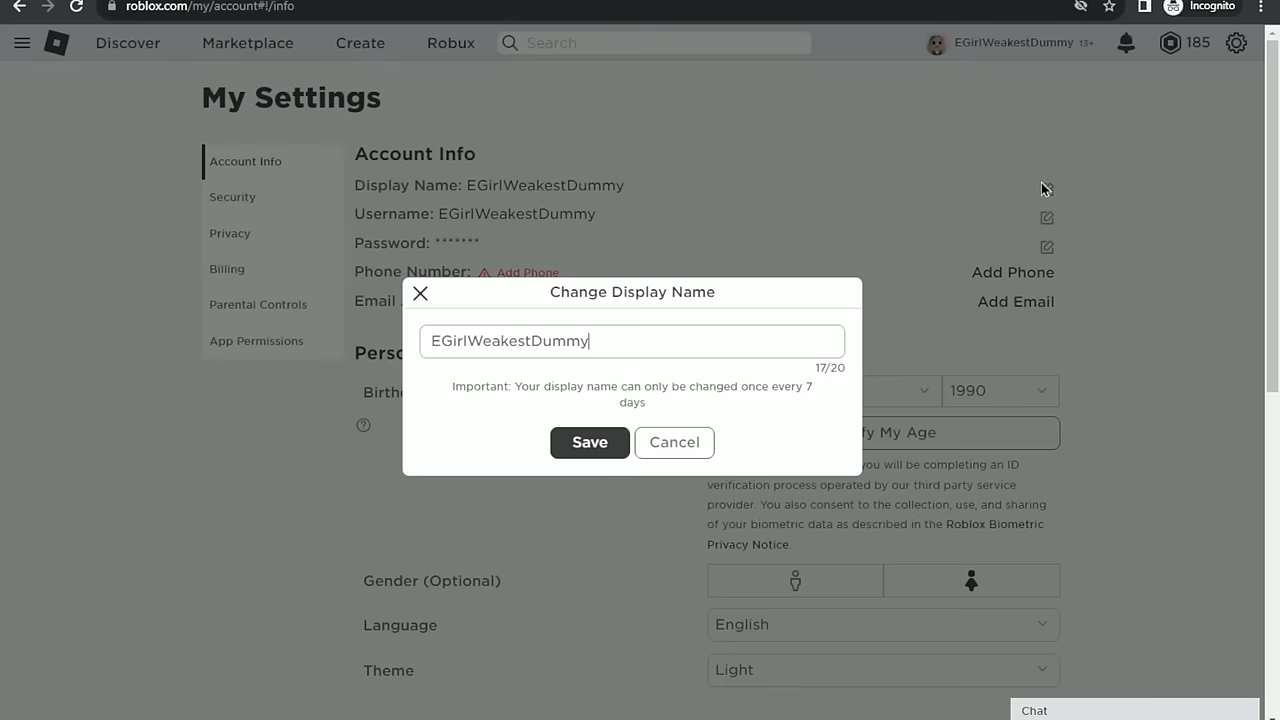 roblox.com/my/account#!/info
Incognito
Discover
Marketplace
Create
Robux
Search
EGirlWeakestDummy 13+
185
My Settings
Account Info
Security
Privacy
Billing
Parental Controls
App Permissions
Account Info
Display Name: EGirlWeakestDummy
Username: EGirlWeakestDummy
Password: *******
Phone Number: Add Phone
Add Phone
Email
Add Email
Change Display Name
EGirlWeakestDummy
17/20
Important: Your display name can only be changed once every 7
days
Save
Cancel
1990
My Age
you will be completing an ID
verification process operated by our third party service
provider. You also consent to the collection, use, and sharing
of your biometric data as described in the Roblox Biometric
Privacy Notice.
Gender (Optional)
Language
English
Theme
Light
Chat